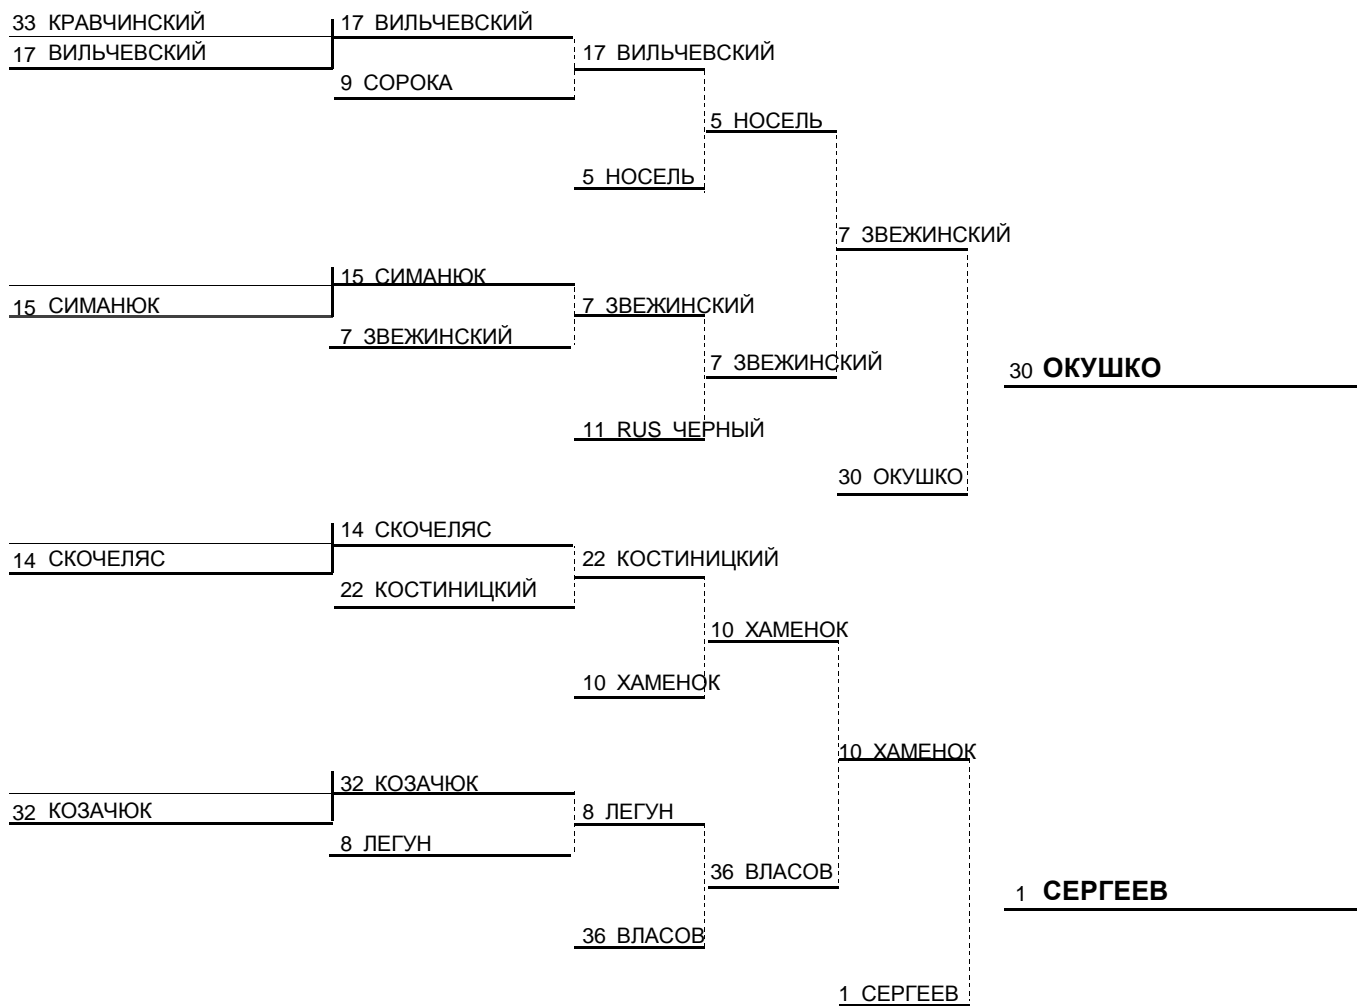 33 КРАВЧИНСКИЙ
17 ВИЛЬЧЕВСКИЙ
17 ВИЛЬЧЕВСКИЙ
17 ВИЛЬЧЕВСКИЙ
9 СОРОКА
5 НОСЕЛЬ
5 НОСЕЛЬ
7 ЗВЕЖИНСКИЙ
15 СИМАНЮК
15 СИМАНЮК
7 ЗВЕЖИНСКИЙ
7 ЗВЕЖИНСКИЙ
7 ЗВЕЖИНСКИЙ
30 ОКУШКО
11 RUS ЧЕРНЫЙ
30 ОКУШКО
14 СКОЧЕЛЯС
14 СКОЧЕЛЯС
22 КОСТИНИЦКИЙ
22 КОСТИНИЦКИЙ
10 ХАМЕНОК
10 ХАМЕНОК
10 ХАМЕНОК
32 КОЗАЧЮК
32 КОЗАЧЮК
8 ЛЕГУН
8 ЛЕГУН
36 ВЛАСОВ
1 СЕРГЕЕВ
36 ВЛАСОВ
1 СЕРГЕЕВ